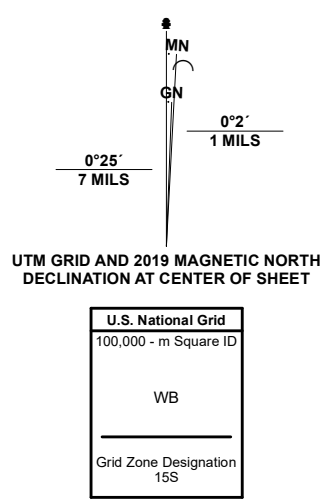 MN
GN
0°2´
1 MILS
0°25´
7 MILS
UTM GRID AND 2019 MAGNETIC NORTH
DECLINATION AT CENTER OF SHEET
U.S. National Grid
100,000 - m Square ID
WB
Grid Zone Designation
15S